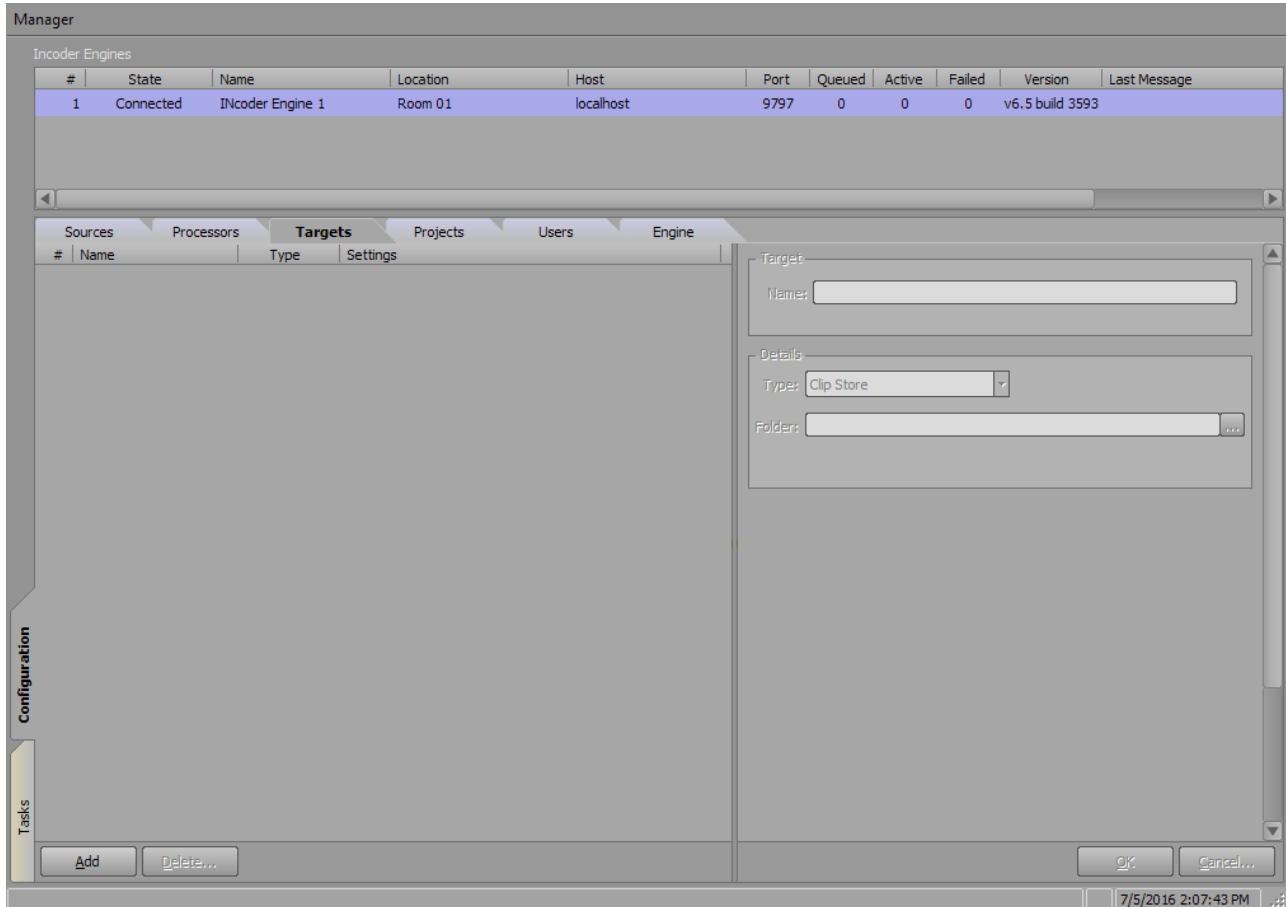 Manager
Incoder Engines
# State Name Location Host Port Queued Active Failed Version Last Message
1 Connected INcoder Engine 1 Room 01 localhost 9797 0 0 0 v6.5 build 3593
Sources Processors Targets Projects Users Engine
# Name Type Settings
Target
Name:
Details
Type: Clip Store
Folder: ...
Configuration
Tasks
Add Delete... OK Cancel...
7/5/2016 2:07:43 PM